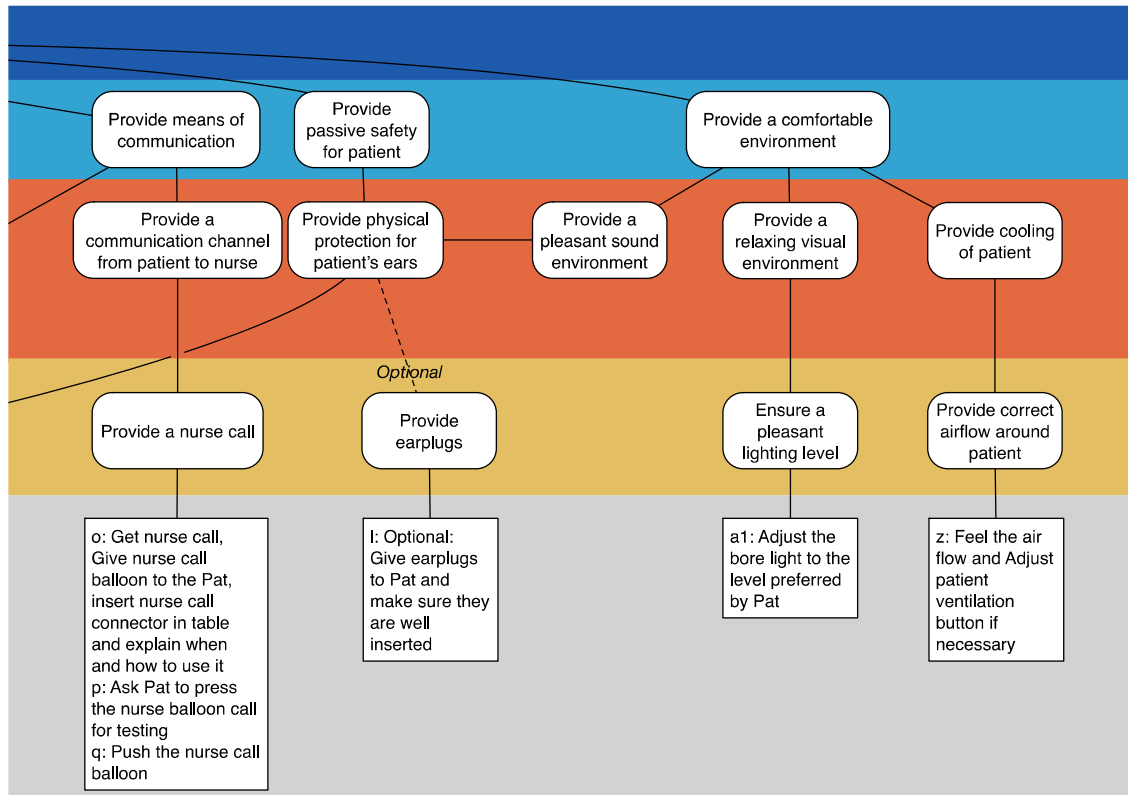 Provide means of
communication
Provide
passive safety
for patient
Provide a comfortable
environment
Provide a
communication channel
from patient to nurse
Provide physical
protection for
patient's ears
Provide a
pleasant sound
environment
Provide a
relaxing visual
environment
Provide cooling
of patient
Optional
Provide a nurse call
Provide
earplugs
Ensure a
pleasant
lighting level
Provide correct
airflow around
patient
o: Get nurse call,
Give nurse call
balloon to the Pat,
insert nurse call
connector in table
and explain when
and how to use it
p: Ask Pat to press
the nurse balloon call
for testing
q: Push the nurse call
balloon
l: Optional:
Give earplugs
to Pat and
make sure they
are well
inserted
a1: Adjust the
bore light to the
level preferred
by Pat
z: Feel the air
flow and Adjust
patient
ventilation
button if
necessary